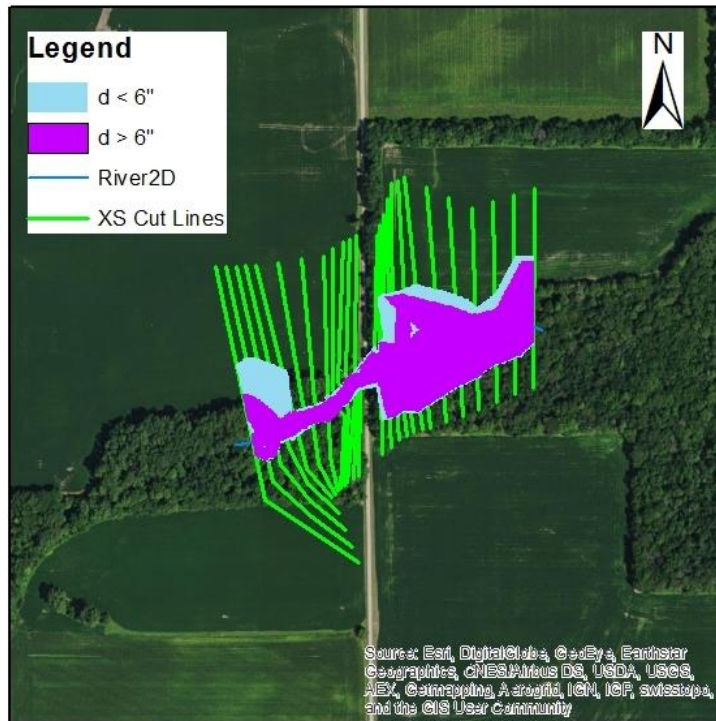 Legend
d < 6"
d > 6"
River2D
XS Cut Lines
N
Source: Esri, DigitalGlobe, GeoEye, Earthstar
Geographics, CNES/Airbus DS, USDA, USGS,
AEX, Getmapping, Aerogrid, IGN, IGP, swisstopo,
and the GIS User Community